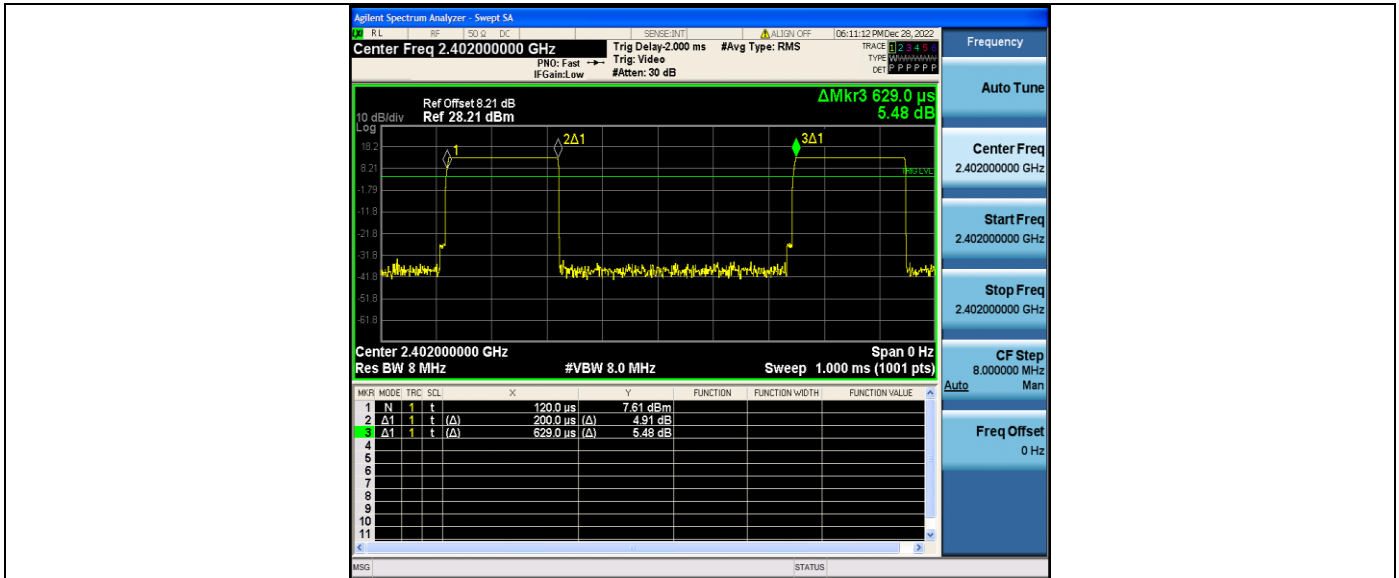 Agilent Spectrum Analyzer - Swept SA
RL RF 50 Ω DC SENSE:INT ALIGN OFF 06:11:12 PM Dec 28, 2022
Center Freq 2.402000000 GHz
PNO: Fast
IFGain:Low
Trig Delay-2.000 ms
Trig: Video
#Atten: 30 dB
#Avg Type: RMS
TRACE 1 2 3 4 5 6
TYPE
DET P P P P P P
Ref Offset 8.21 dB
10 dB/div Ref 28.21 dBm
Log
ΔMkr3 629.0 µs
5.48 dB
18.2
8.21
-1.79
-11.8
-21.8
-31.8
-41.8
-51.8
-61.8
1
2Δ1
3Δ1
TRIG LVL
Center 2.402000000 GHz Span 0 Hz
Res BW 8 MHz #VBW 8.0 MHz Sweep 1.000 ms (1001 pts)
MKR MODE TRC SCL X Y FUNCTION FUNCTION WIDTH FUNCTION VALUE
1 N 1 t 120.0 µs 7.61 dBm
2 Δ1 1 t (Δ) 200.0 µs (Δ) 4.91 dB
3 Δ1 1 t (Δ) 629.0 µs (Δ) 5.48 dB
4
5
6
7
8
9
10
11
MSG STATUS
Frequency
Auto Tune
Center Freq
2.402000000 GHz
Start Freq
2.402000000 GHz
Stop Freq
2.402000000 GHz
CF Step
8.000000 MHz
Auto Man
Freq Offset
0 Hz